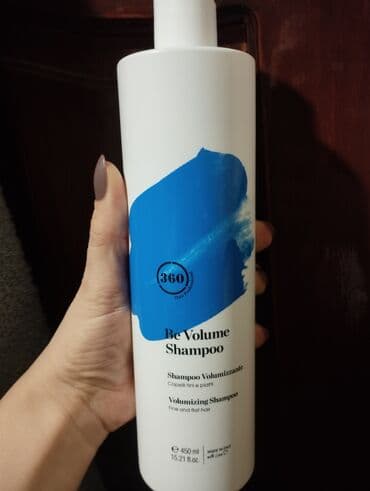 360
Be Volume
Shampoo
Shampoo Volumizzante
Capelli fini e piatti
Volumizing Shampoo
Fine and flat hair
℮ 450 ml
15.21 fl.oz.